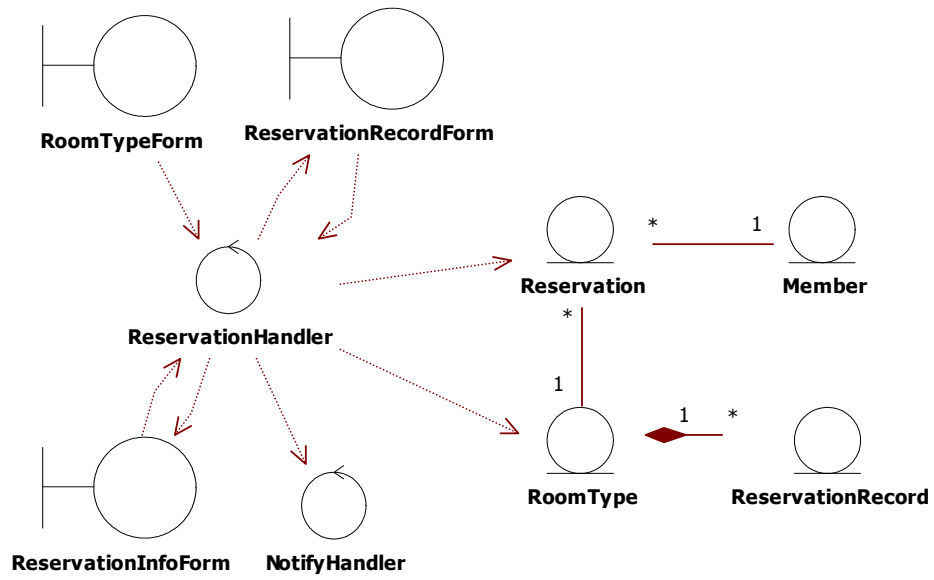 RoomTypeForm
ReservationRecordForm
* 1
Reservation
Member
*
ReservationHandler
1
1 *
RoomType
ReservationRecord
ReservationInfoForm
NotifyHandler